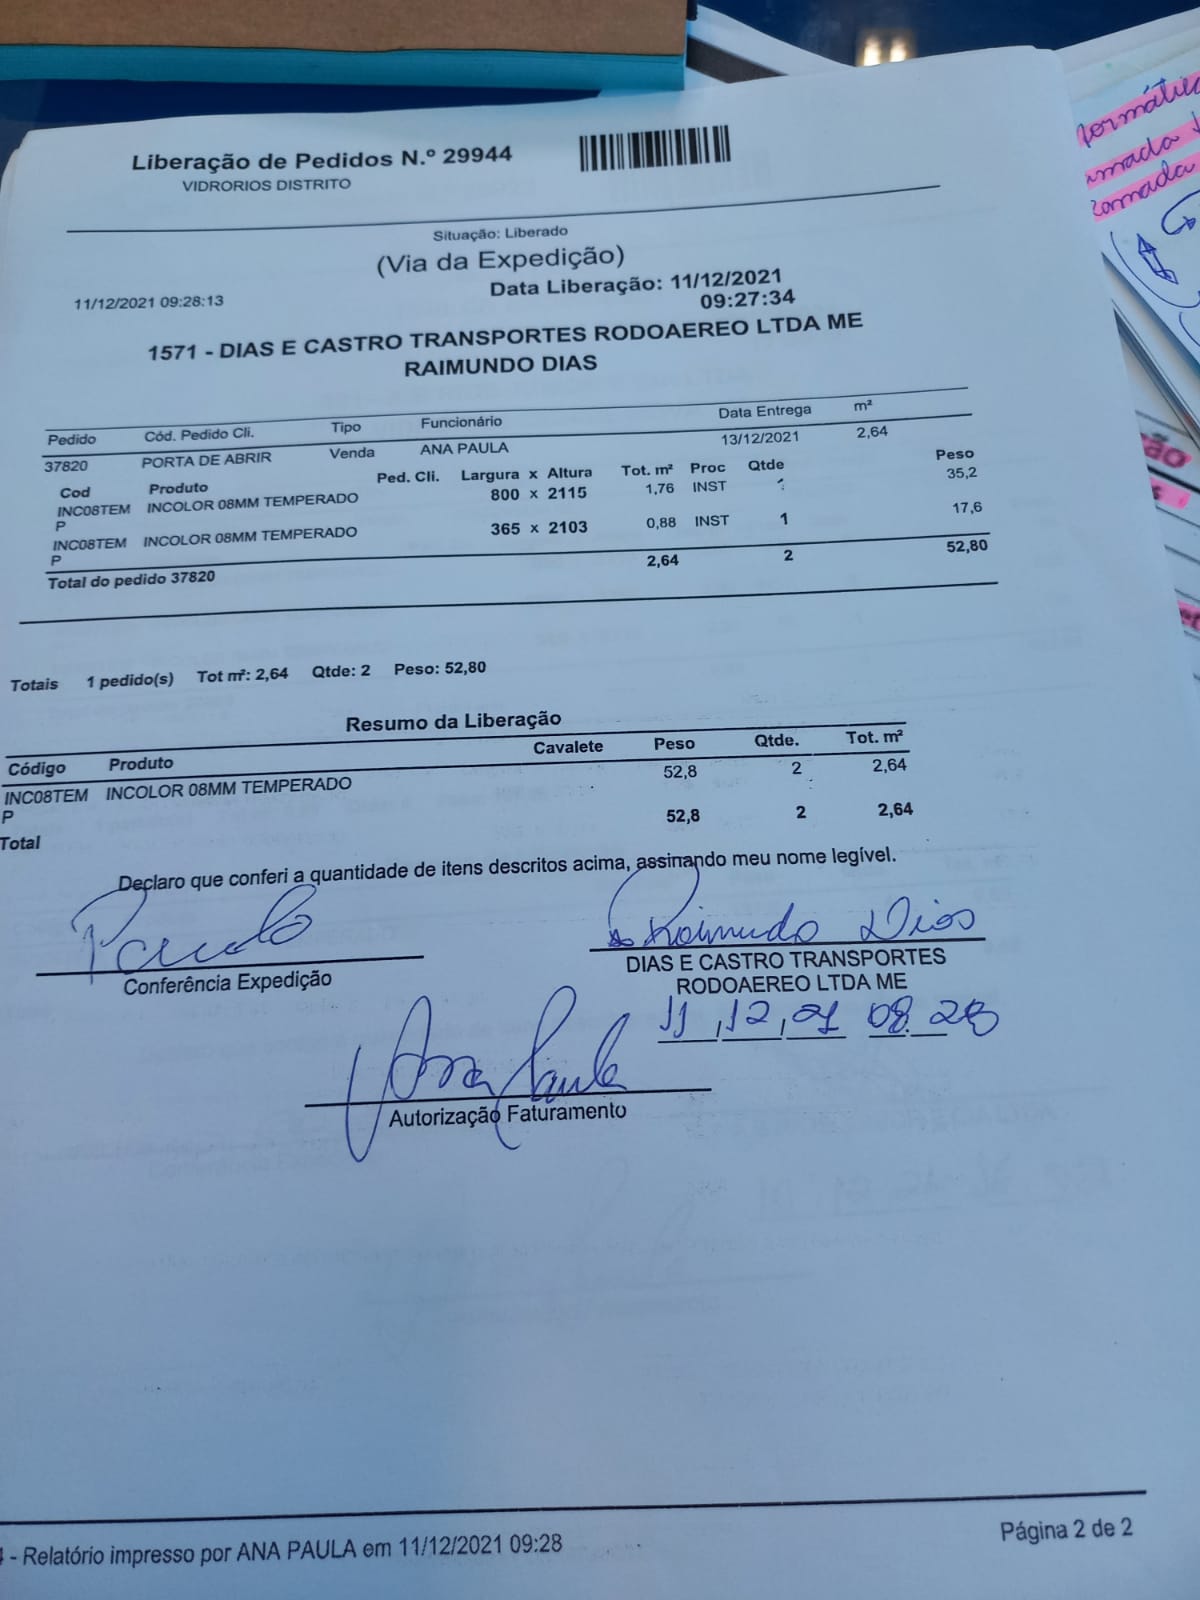 Liberação de Pedidos N.º 29944
VIDRORIOS DISTRITO
Situação: Liberado
(Via da Expedição)
11/12/2021 09:28:13
Data Liberação: 11/12/2021
09:27:34
1571 - DIAS E CASTRO TRANSPORTES RODOAEREO LTDA ME
RAIMUNDO DIAS
Pedido Cód. Pedido Cli. Tipo Funcionário Data Entrega m²
37820 PORTA DE ABRIR Venda ANA PAULA 13/12/2021 2,64
Cod Produto Ped. Cli. Largura x Altura Tot. m² Proc Qtde Peso
INC08TEM INCOLOR 08MM TEMPERADO 800 x 2115 1,76 INST 1 35,2
P
INC08TEM INCOLOR 08MM TEMPERADO 365 x 2103 0,88 INST 1 17,6
P
Total do pedido 37820 2,64 2 52,80
Totais 1 pedido(s) Tot m²: 2,64 Qtde: 2 Peso: 52,80
Resumo da Liberação
Código Produto Cavalete Peso Qtde. Tot. m²
INC08TEM INCOLOR 08MM TEMPERADO 52,8 2 2,64
P
Total 52,8 2 2,64
Declaro que conferi a quantidade de itens descritos acima, assinando meu nome legível.
Paulo
Raimundo Dias
Conferência Expedição
DIAS E CASTRO TRANSPORTES
RODOAEREO LTDA ME
11 12 21 08 28
Ana Paula
Autorização Faturamento
- Relatório impresso por ANA PAULA em 11/12/2021 09:28
Página 2 de 2